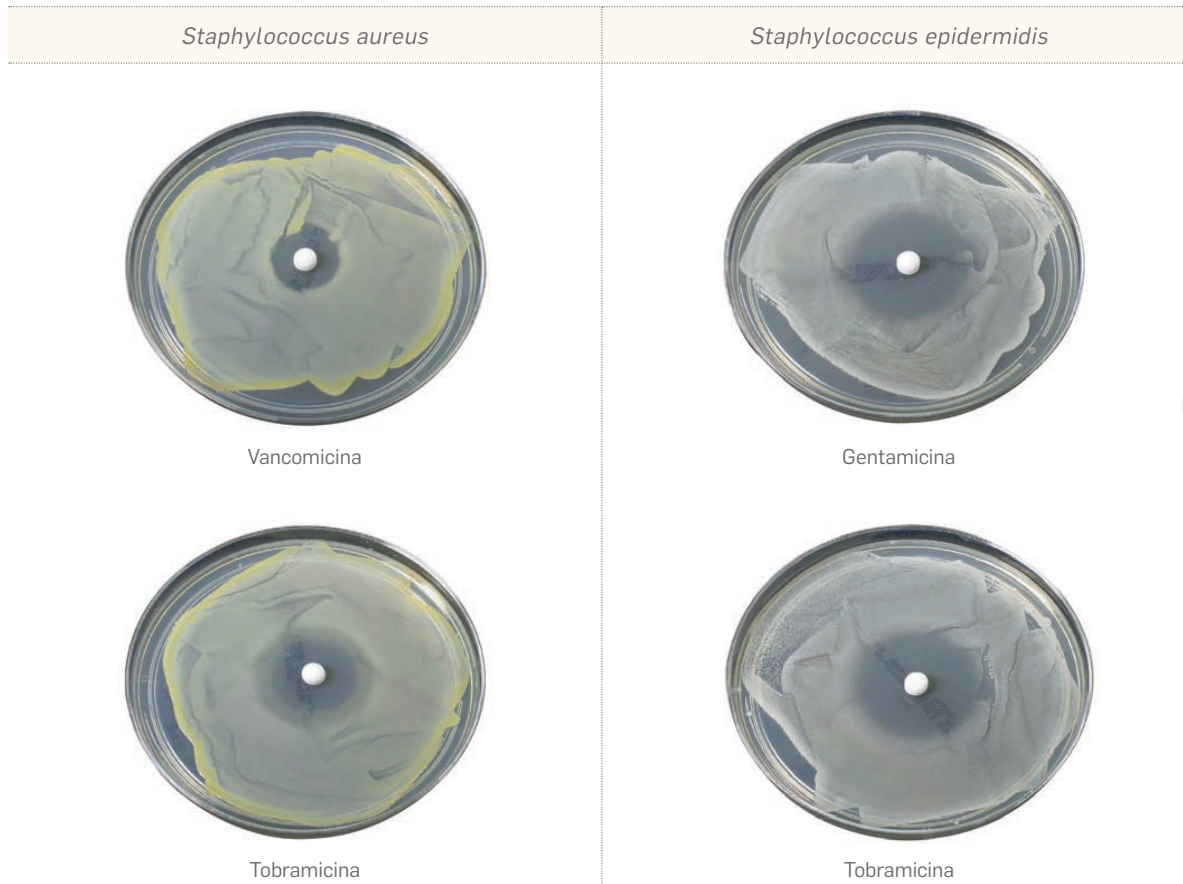 Staphylococcus aureus
Staphylococcus epidermidis
Vancomicina
Gentamicina
Tobramicina
Tobramicina